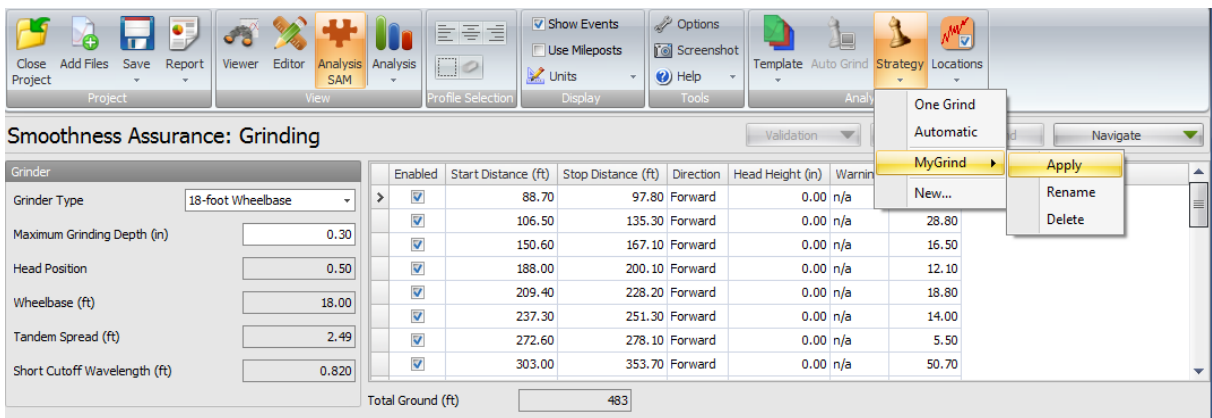 Close Project
Add Files
Save
Report
Viewer
Editor
Analysis SAM
Analysis
Show Events
Use Mileposts
Units
Options
Screenshot
Help
Template
Auto Grind
Strategy
Locations
Project
View
Profile Selection
Display
Tools
Analy
One Grind
Automatic
MyGrind
New...
Apply
Rename
Delete
Smoothness Assurance: Grinding
Validation
Navigate
Grinder
Grinder Type 18-foot Wheelbase
Maximum Grinding Depth (in) 0.30
Head Position 0.50
Wheelbase (ft) 18.00
Tandem Spread (ft) 2.49
Short Cutoff Wavelength (ft) 0.820
Enabled Start Distance (ft) Stop Distance (ft) Direction Head Height (in) Warnin
88.70 97.80 Forward 0.00 n/a
106.50 135.30 Forward 0.00 n/a 28.80
150.60 167.10 Forward 0.00 n/a 16.50
188.00 200.10 Forward 0.00 n/a 12.10
209.40 228.20 Forward 0.00 n/a 18.80
237.30 251.30 Forward 0.00 n/a 14.00
272.60 278.10 Forward 0.00 n/a 5.50
303.00 353.70 Forward 0.00 n/a 50.70
Total Ground (ft) 483